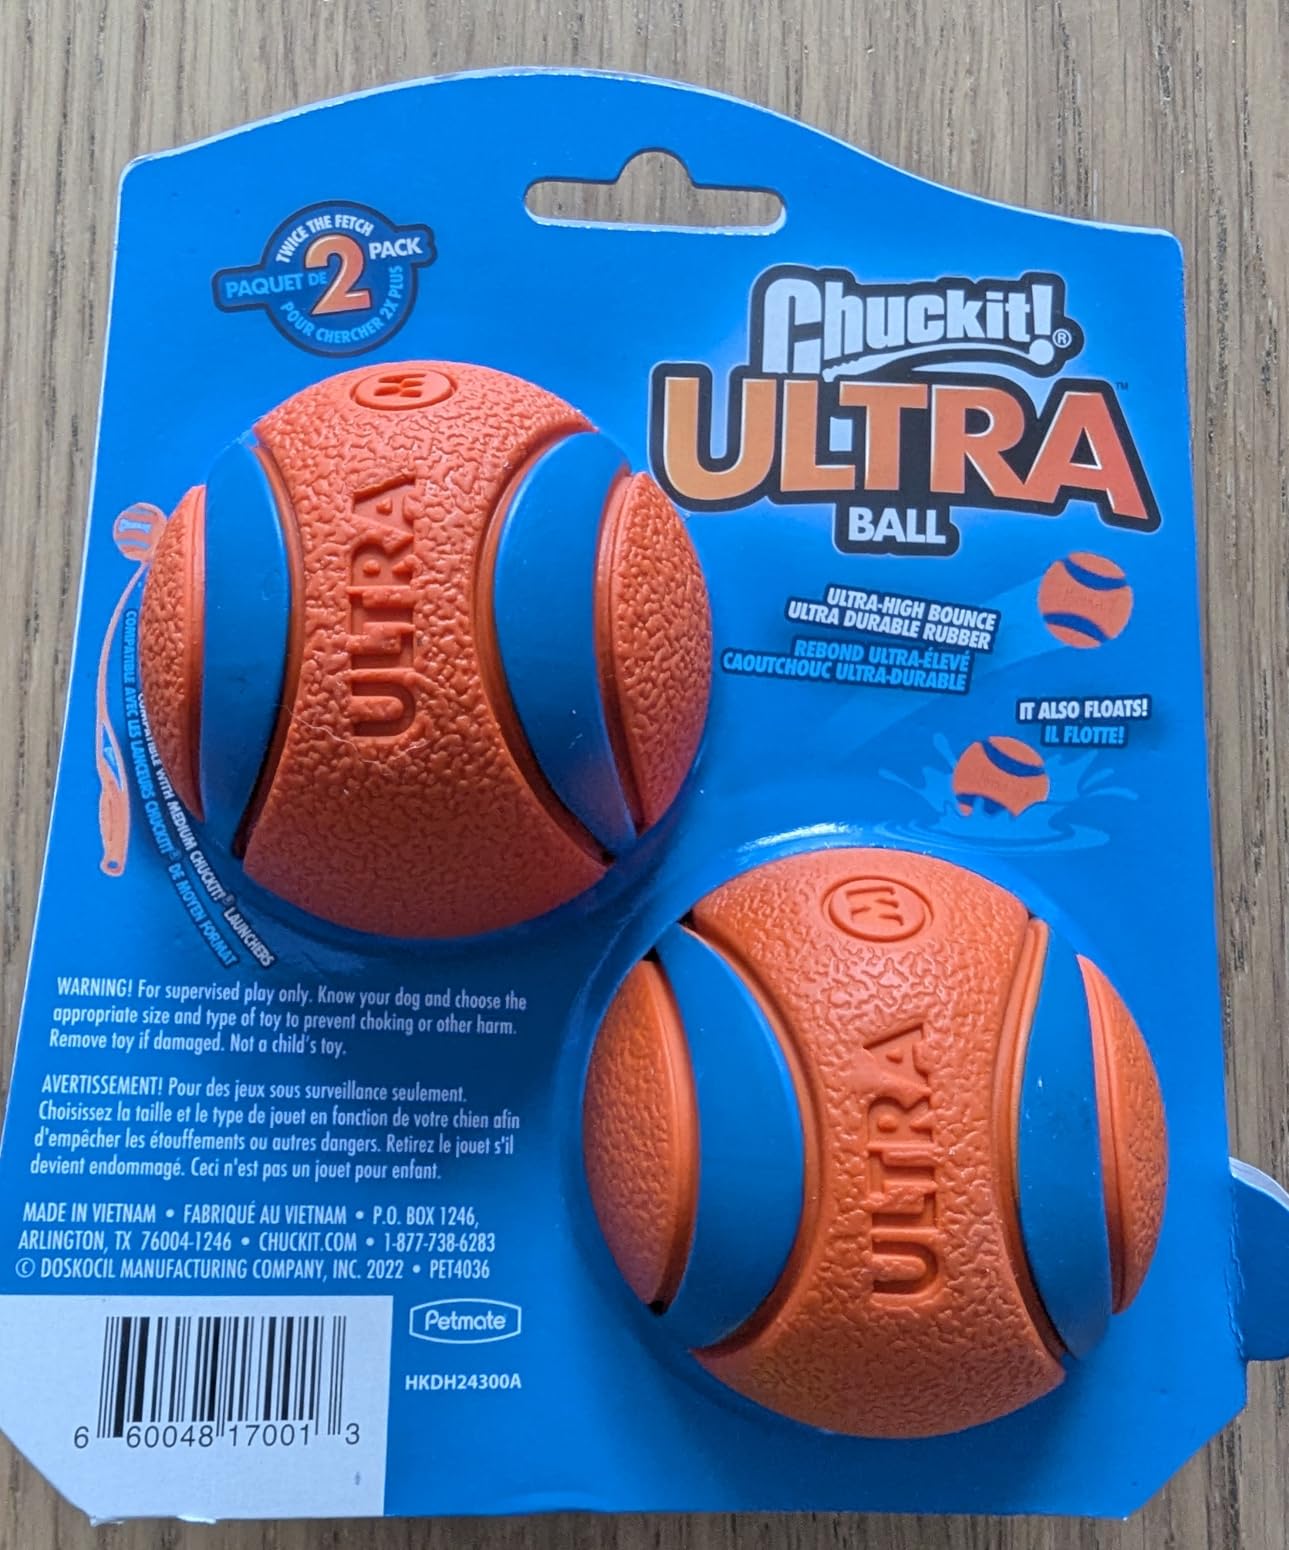 TWICE THE FETCH
2 PACK
PAQUET DE 2
POUR CHERCHER 2X PLUS
Chuckit!®
ULTRA™
BALL
ULTRA-HIGH BOUNCE
ULTRA DURABLE RUBBER
REBOND ULTRA-ÉLEVÉ
CAOUTCHOUC ULTRA-DURABLE
IT ALSO FLOATS!
IL FLOTTE!
ULTRA
ULTRA
COMPATIBLE WITH MEDIUM CHUCKIT!® LAUNCHERS
COMPATIBLE AVEC LES LANCEURS CHUCKIT!® DE MOYEN FORMAT
WARNING! For supervised play only. Know your dog and choose the
appropriate size and type of toy to prevent choking or other harm.
Remove toy if damaged. Not a child's toy.
AVERTISSEMENT! Pour des jeux sous surveillance seulement.
Choisissez la taille et le type de jouet en fonction de votre chien afin
d'empêcher les étouffements ou autres dangers. Retirez le jouet s'il
devient endommagé. Ceci n'est pas un jouet pour enfant.
MADE IN VIETNAM • FABRIQUÉ AU VIETNAM • P.O. BOX 1246,
ARLINGTON, TX 76004-1246 • CHUCKIT.COM • 1-877-738-6283
© DOSKOCIL MANUFACTURING COMPANY, INC. 2022 • PET4036
Petmate
HKDH24300A
6 60048 17001 3